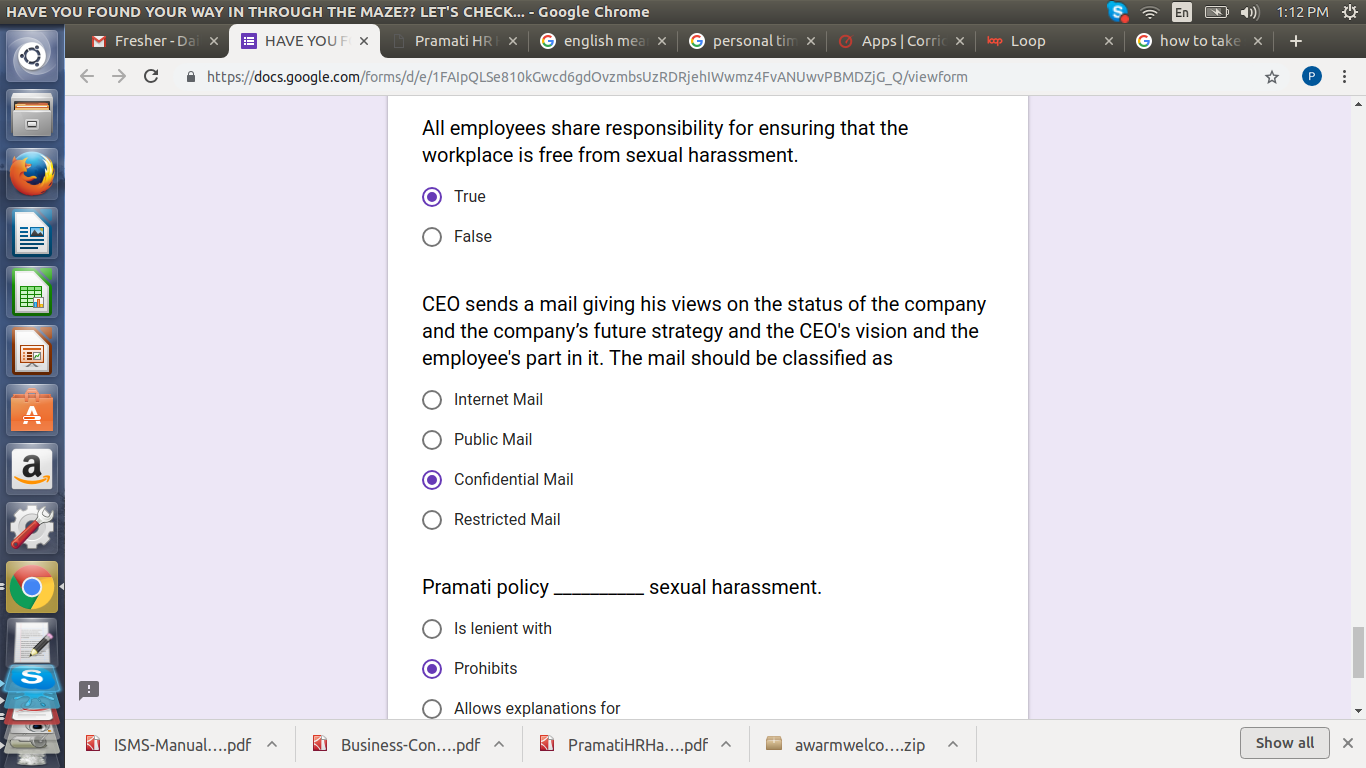 HAVE YOU FOUND YOUR WAY IN THROUGH THE MAZE?? LET'S CHECK... - Google Chrome
En
1:12 PM
Fresher - Dai
HAVE YOU F
Pramati HR
english mea
personal tim
Apps | Corric
loop Loop
how to take
https://docs.google.com/forms/d/e/1FAIpQLSe810kGwcd6gdOvzmbsUzRDRjehIWwmz4FvANUwvPBMDZjG_Q/viewform
P
All employees share responsibility for ensuring that the
workplace is free from sexual harassment.
True
False
CEO sends a mail giving his views on the status of the company
and the company’s future strategy and the CEO's vision and the
employee's part in it. The mail should be classified as
Internet Mail
Public Mail
Confidential Mail
Restricted Mail
Pramati policy __________ sexual harassment.
Is lenient with
Prohibits
Allows explanations for
ISMS-Manual....pdf
Business-Con....pdf
PramatiHRHa....pdf
awarmwelco....zip
Show all